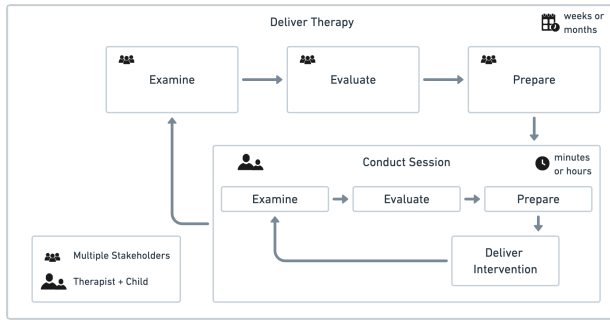 Deliver Therapy
weeks or
months
Examine
Evaluate
Prepare
Conduct Session
minutes
or hours
Examine
Evaluate
Prepare
Deliver
Intervention
Multiple Stakeholders
Therapist + Child